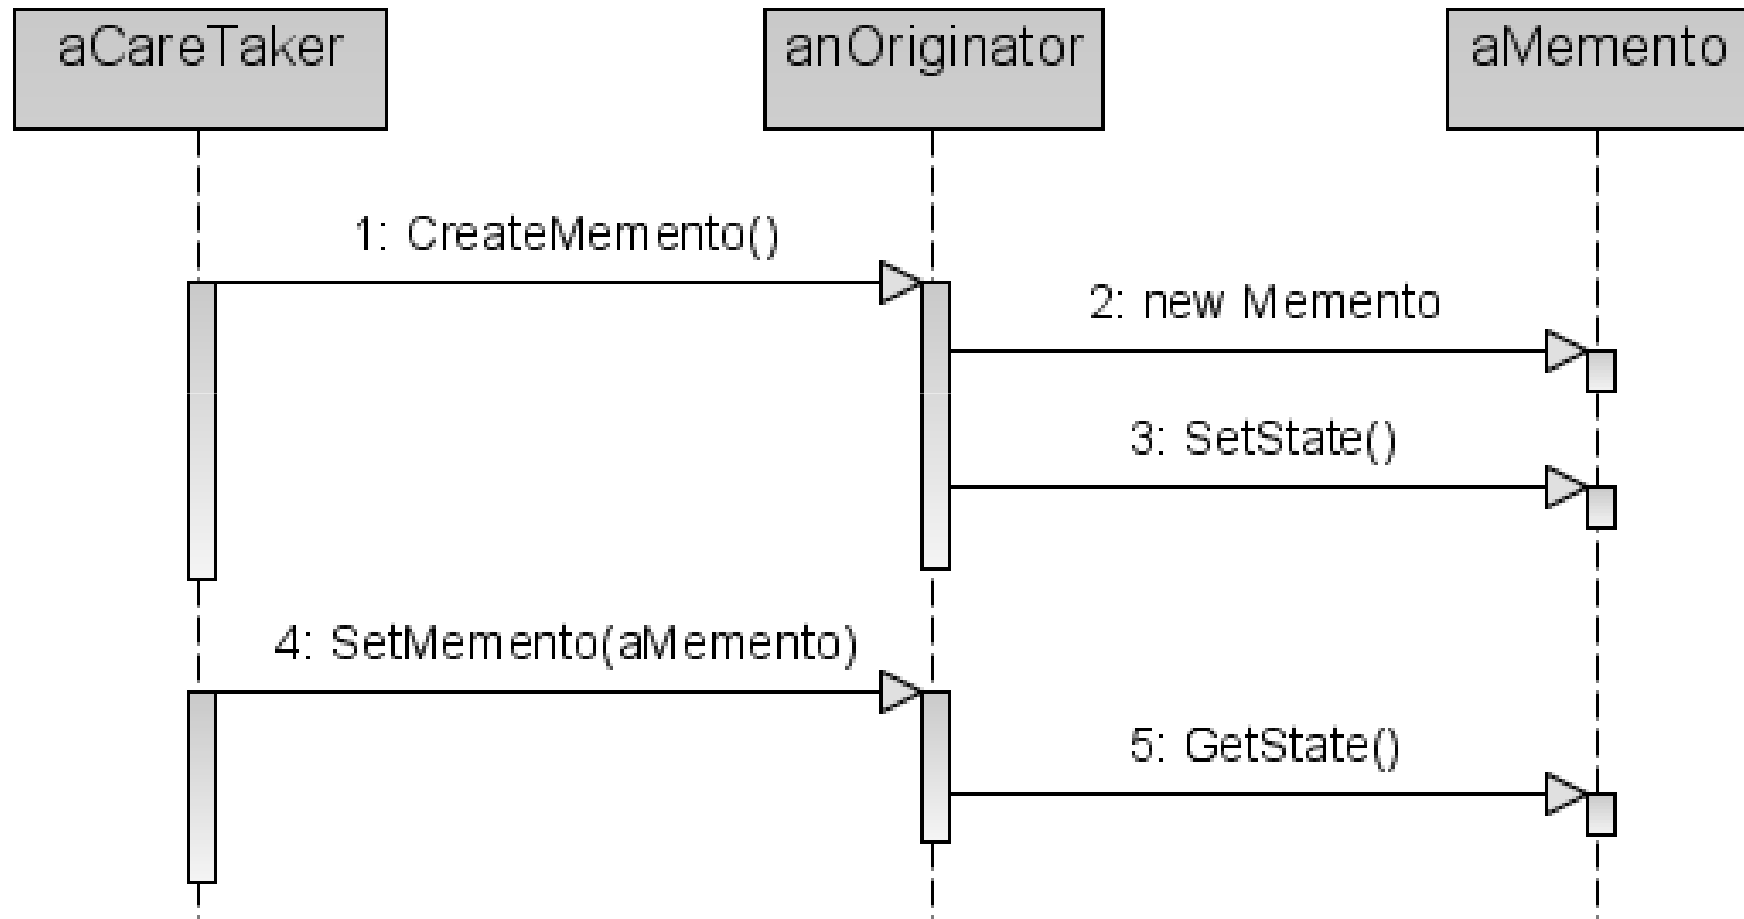 aCareTaker
anOriginator
aMemento
1: CreateMemento()
2: new Memento
3: SetState()
4: SetMemento(aMemento)
5: GetState()